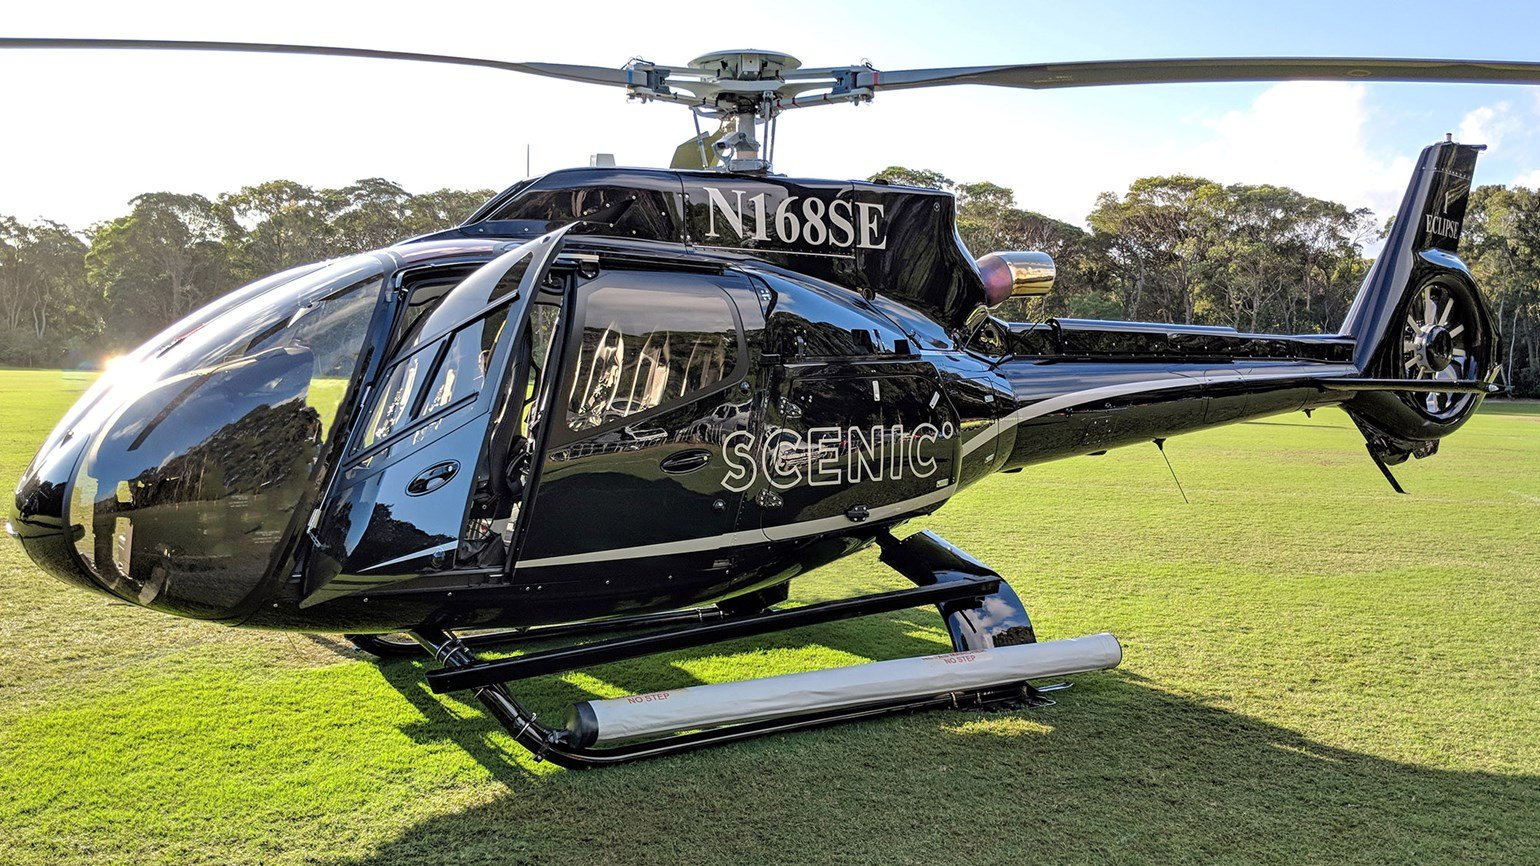 N168SE
I
ECLIPSE
SCENIC°
NO STEP
NO STEP